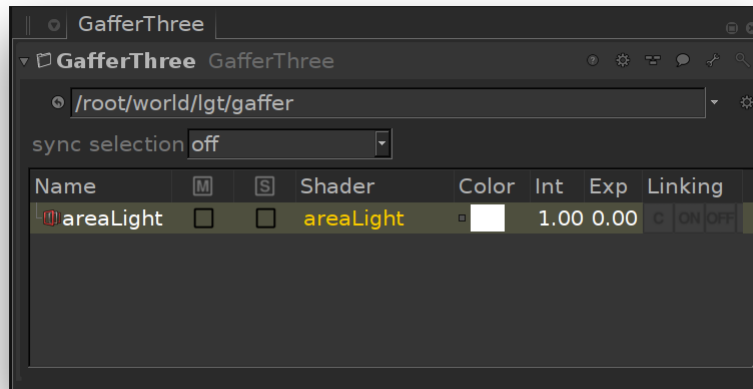 GafferThree
GafferThree GafferThree
/root/world/lgt/gaffer
sync selection off
Name M S Shader Color Int Exp Linking
areaLight areaLight 1.00 0.00 C ON OFF